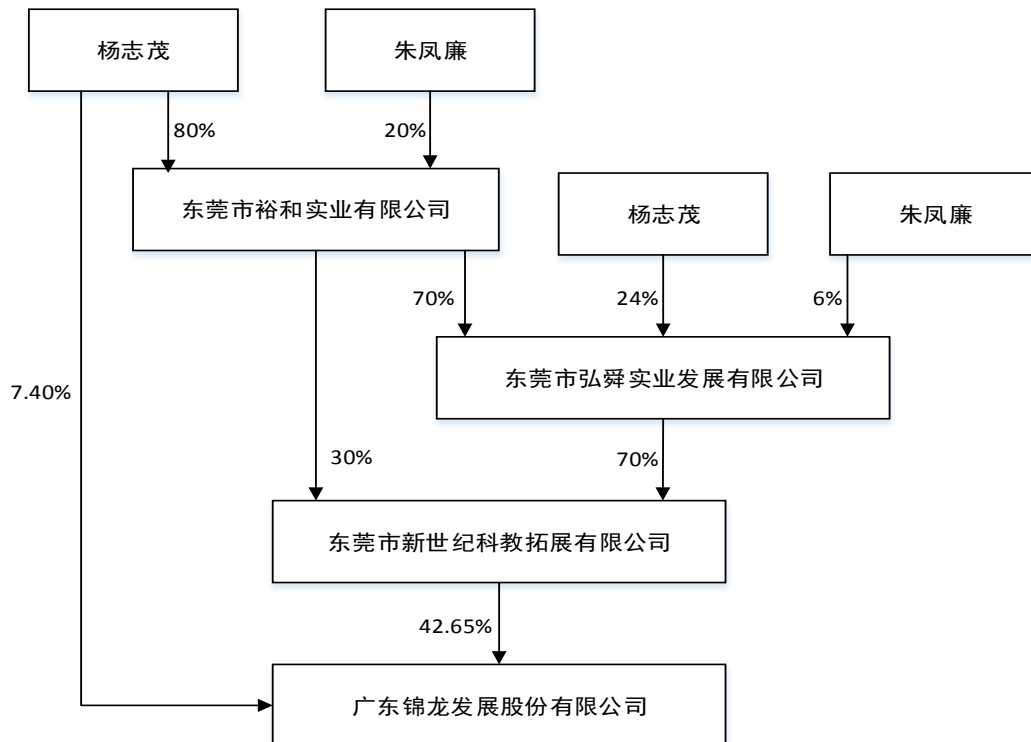 杨志茂
朱凤廉
80%
20%
东莞市裕和实业有限公司
杨志茂
朱凤廉
70%
24%
6%
东莞市弘舜实业发展有限公司
7.40%
30%
70%
东莞市新世纪科教拓展有限公司
42.65%
广东锦龙发展股份有限公司